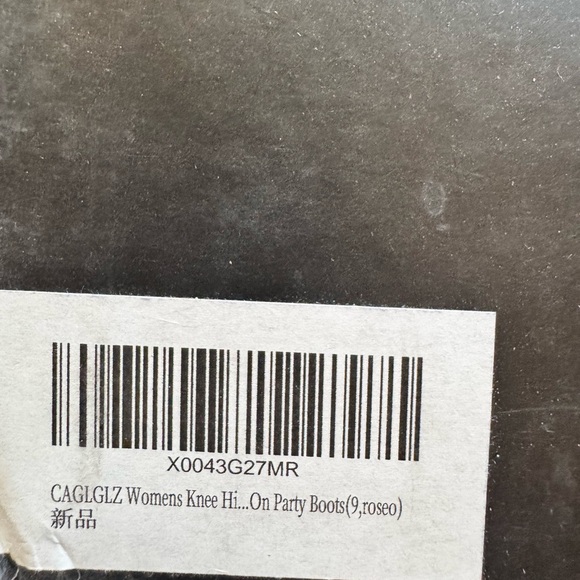 X0043G27MR
CAGLGLZ Womens Knee Hi...On Party Boots(9,roseo)
新品